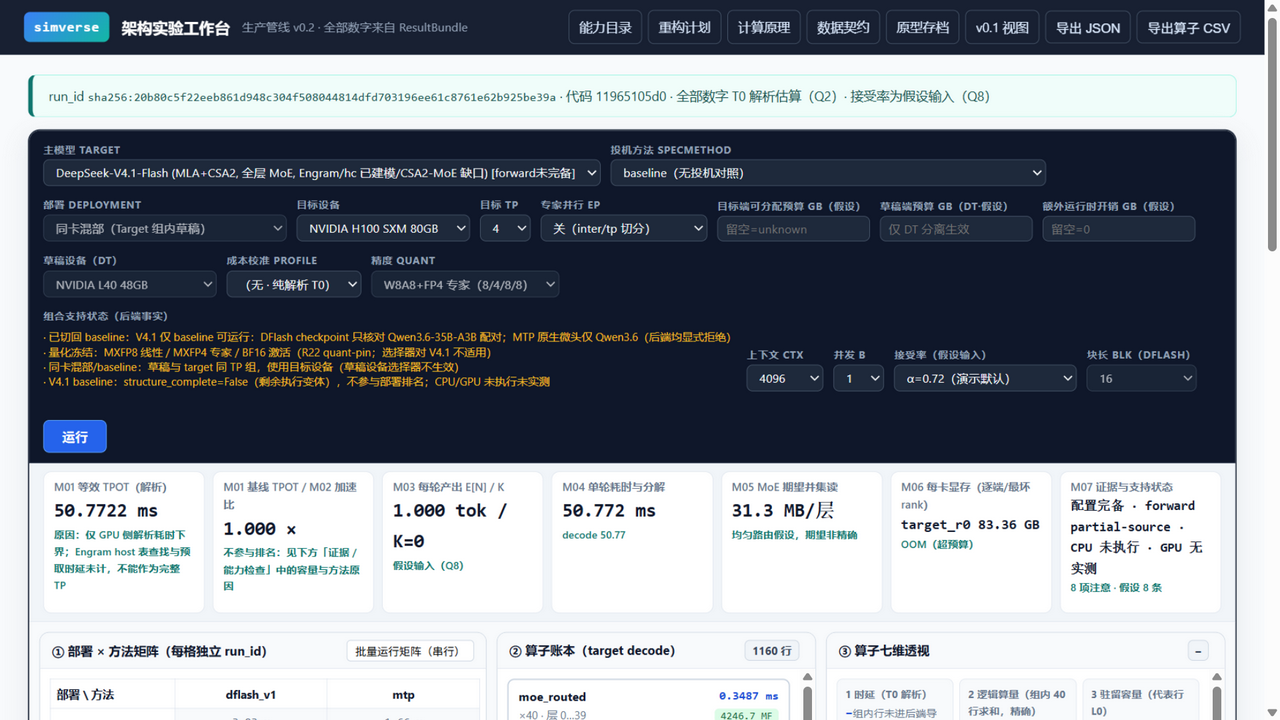 simverse 架构实验工作台 生产管线 v0.2 · 全部数字来自 ResultBundle 能力目录 重构计划 计算原理 数据契约 原型存档 v0.1 视图 导出 JSON 导出算子 CSV
run_id sha256:20b80c5f22eeb861d948c304f508044814dfd703196ee61c8761e62b925be39a · 代码 11965105d0 · 全部数字 T0 解析估算（Q2）· 接受率为假设输入（Q8）
主模型 TARGET 投机方法 SPECMETHOD
DeepSeek-V4.1-Flash (MLA+CSA2, 全层 MoE, Engram/hc 已建模/CSA2-MoE 缺口) [forward未完备] baseline（无投机对照）
部署 DEPLOYMENT 目标设备 目标 TP 专家并行 EP 目标端可分配预算 GB（假设） 草稿端预算 GB（DT·假设） 额外运行时开销 GB（假设）
同卡混部（Target 组内草稿） NVIDIA H100 SXM 80GB 4 关（inter/tp 切分） 留空=unknown 仅 DT 分离生效 留空=0
草稿设备（DT） 成本校准 PROFILE 精度 QUANT
NVIDIA L40 48GB （无 · 纯解析 T0） W8A8+FP4 专家（8/4/8/8）
组合支持状态（后端事实）
· 已切回 baseline：V4.1 仅 baseline 可运行：DFlash checkpoint 只核对 Qwen3.6-35B-A3B 配对；MTP 原生微头仅 Qwen3.6（后端均显式拒绝）
· 量化冻结：MXFP8 线性 / MXFP4 专家 / BF16 激活（R22 quant-pin；选择器对 V4.1 不适用）
· 同卡混部/baseline：草稿与 target 同 TP 组，使用目标设备（草稿设备选择器不生效）
· V4.1 baseline：structure_complete=False（剩余执行变体），不参与部署排名；CPU/GPU 未执行未实测
上下文 CTX 并发 B 接受率（假设输入） 块长 BLK（DFLASH）
4096 1 α=0.72（演示默认） 16
运行
M01 等效 TPOT（解析）
50.7722 ms
原因：仅 GPU 侧解析耗时下
界；Engram host 表查找与预
取时延未计，不能作为完整
TP
M01 基线 TPOT / M02 加速
比
1.000 ×
不参与排名：见下方「证据 /
能力检查」中的容量与方法原
因
M03 每轮产出 E[N] / K
1.000 tok /
K=0
假设输入（Q8）
M04 单轮耗时与分解
50.772 ms
decode 50.77
M05 MoE 期望并集读
31.3 MB/层
均匀路由假设，期望非精确
M06 每卡显存（逐端/最坏
rank）
target_r0 83.36 GB
OOM（超预算）
M07 证据与支持状态
配置完备 · forward
partial-source ·
CPU 未执行 · GPU 无
实测
8 项注意 · 假设 8 条
① 部署 × 方法矩阵（每格独立 run_id） 批量运行矩阵（串行）
部署 \ 方法 dflash_v1 mtp
② 算子账本（target decode） 1160 行
moe_routed 0.3487 ms
×40 · 层 0…39 4246.7 MF
③ 算子七维透视 –
1 时延（T0 解析）
−组内行未进后端导
2 逻辑算量（组内 40
行求和，精确）
3 驻留容量（代表行
L0）